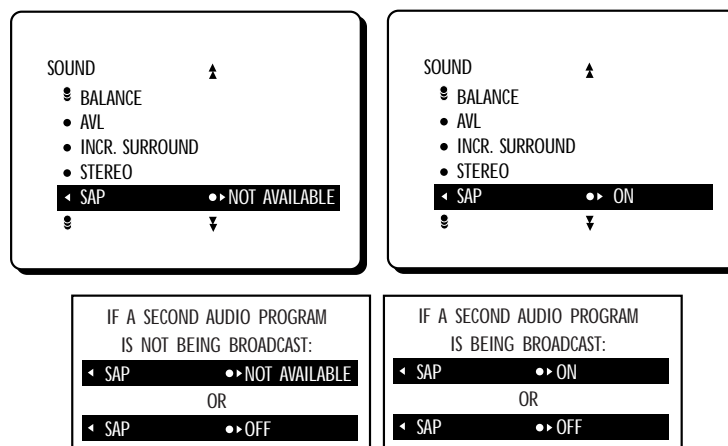 SOUND
BALANCE
AVL
INCR. SURROUND
STEREO
SAP NOT AVAILABLE
SOUND
BALANCE
AVL
INCR. SURROUND
STEREO
SAP ON
IF A SECOND AUDIO PROGRAM
IS NOT BEING BROADCAST:
SAP NOT AVAILABLE
OR
SAP OFF
IF A SECOND AUDIO PROGRAM
IS BEING BROADCAST:
SAP ON
OR
SAP OFF